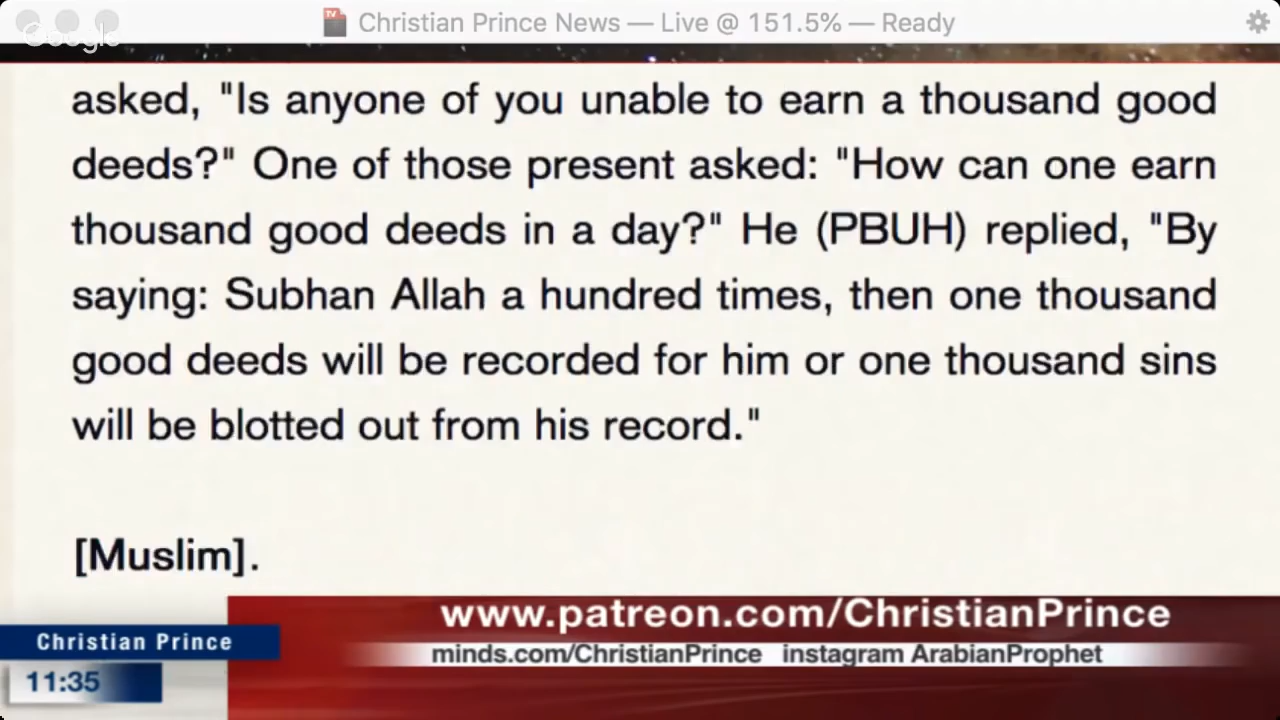 Christian Prince News — Live @ 151.5% — Ready
Google
asked, "Is anyone of you unable to earn a thousand good
deeds?" One of those present asked: "How can one earn
thousand good deeds in a day?" He (PBUH) replied, "By
saying: Subhan Allah a hundred times, then one thousand
good deeds will be recorded for him or one thousand sins
will be blotted out from his record."
[Muslim].
www.patreon.com/ChristianPrince
Christian Prince
minds.com/ChristianPrince instagram ArabianProphet
11:35